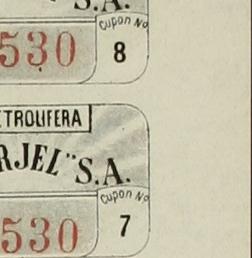 S.A.
Cupon No
530 8
ETROLIFERA
RJEL" S.A.
Cupon No
530 7